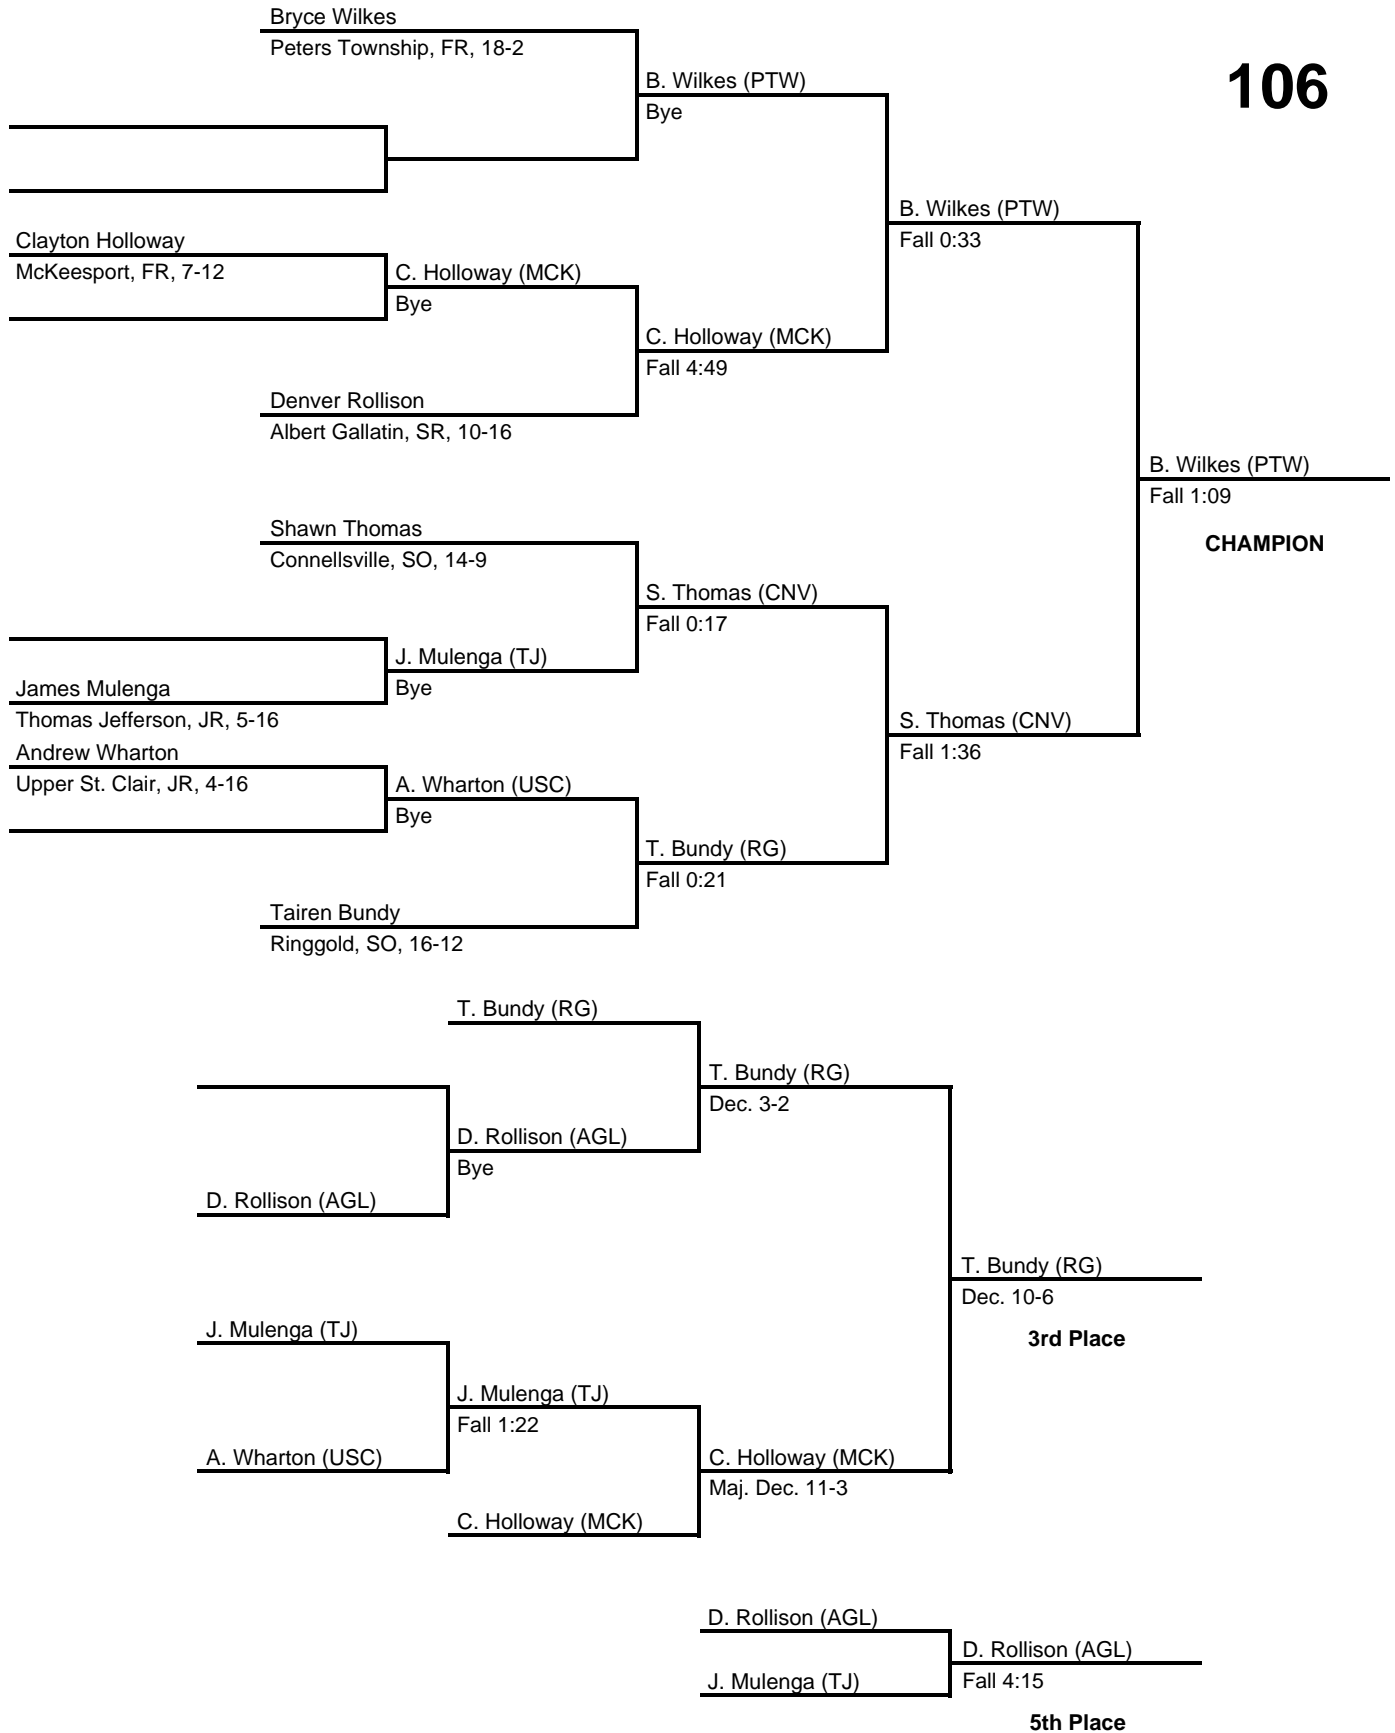 Bryce Wilkes
Peters Township, FR, 18-2
106
B. Wilkes (PTW)
Bye
B. Wilkes (PTW)
Fall 0:33
Clayton Holloway
McKeesport, FR, 7-12
C. Holloway (MCK)
Bye
C. Holloway (MCK)
Fall 4:49
Denver Rollison
Albert Gallatin, SR, 10-16
B. Wilkes (PTW)
Fall 1:09
CHAMPION
Shawn Thomas
Connellsville, SO, 14-9
S. Thomas (CNV)
Fall 0:17
J. Mulenga (TJ)
Bye
James Mulenga
Thomas Jefferson, JR, 5-16
S. Thomas (CNV)
Fall 1:36
Andrew Wharton
Upper St. Clair, JR, 4-16
A. Wharton (USC)
Bye
T. Bundy (RG)
Fall 0:21
Tairen Bundy
Ringgold, SO, 16-12
T. Bundy (RG)
T. Bundy (RG)
Dec. 3-2
D. Rollison (AGL)
Bye
D. Rollison (AGL)
T. Bundy (RG)
Dec. 10-6
3rd Place
J. Mulenga (TJ)
J. Mulenga (TJ)
Fall 1:22
A. Wharton (USC)
C. Holloway (MCK)
Maj. Dec. 11-3
C. Holloway (MCK)
D. Rollison (AGL)
D. Rollison (AGL)
Fall 4:15
J. Mulenga (TJ)
5th Place